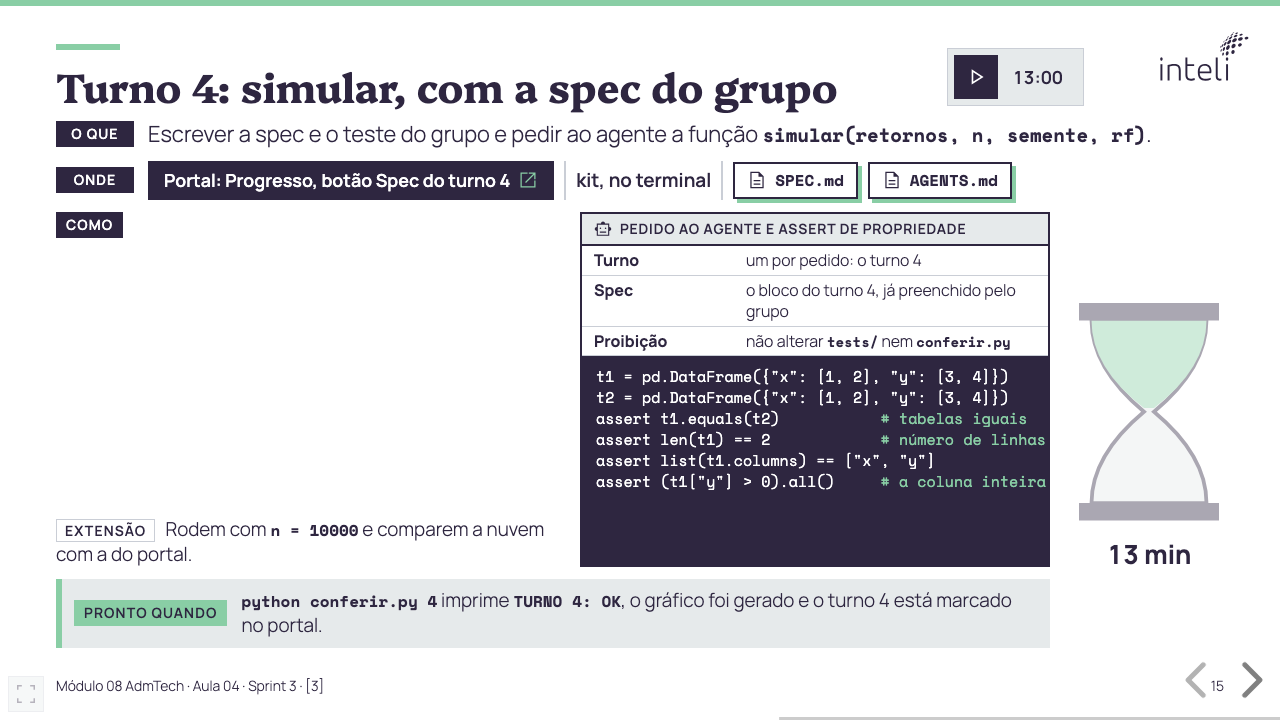 Turno 4: simular, com a spec do grupo
13:00
inteli
O QUE
Escrever a spec e o teste do grupo e pedir ao agente a função simular(retornos, n, semente, rf).
ONDE
Portal: Progresso, botão Spec do turno 4
kit, no terminal
SPEC.md
AGENTS.md
COMO
PEDIDO AO AGENTE E ASSERT DE PROPRIEDADE
Turno um por pedido: o turno 4
Spec o bloco do turno 4, já preenchido pelo
grupo
Proibição não alterar tests/ nem conferir.py
t1 = pd.DataFrame({"x": [1, 2], "y": [3, 4]})
t2 = pd.DataFrame({"x": [1, 2], "y": [3, 4]})
assert t1.equals(t2) # tabelas iguais
assert len(t1) == 2 # número de linhas
assert list(t1.columns) == ["x", "y"]
assert (t1["y"] > 0).all() # a coluna inteira
EXTENSÃO Rodem com n = 10000 e comparem a nuvem
com a do portal.
13 min
PRONTO QUANDO
python conferir.py 4 imprime TURNO 4: OK, o gráfico foi gerado e o turno 4 está marcado
no portal.
Módulo 08 AdmTech · Aula 04 · Sprint 3 · [3]
15